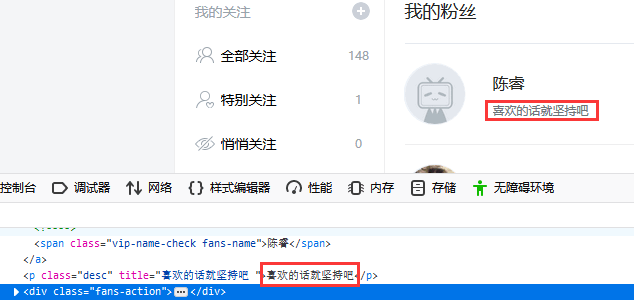 我的关注
全部关注 148
特别关注 1
悄悄关注 0
我的粉丝
陈睿
喜欢的话就坚持吧
控制台 调试器 网络 样式编辑器 性能 内存 存储 无障碍环境
<span class="vip-name-check fans-name">陈睿</span>
</a>
<p class="desc" title="喜欢的话就坚持吧 ">喜欢的话就坚持吧</p>
<div class="fans-action"></div>